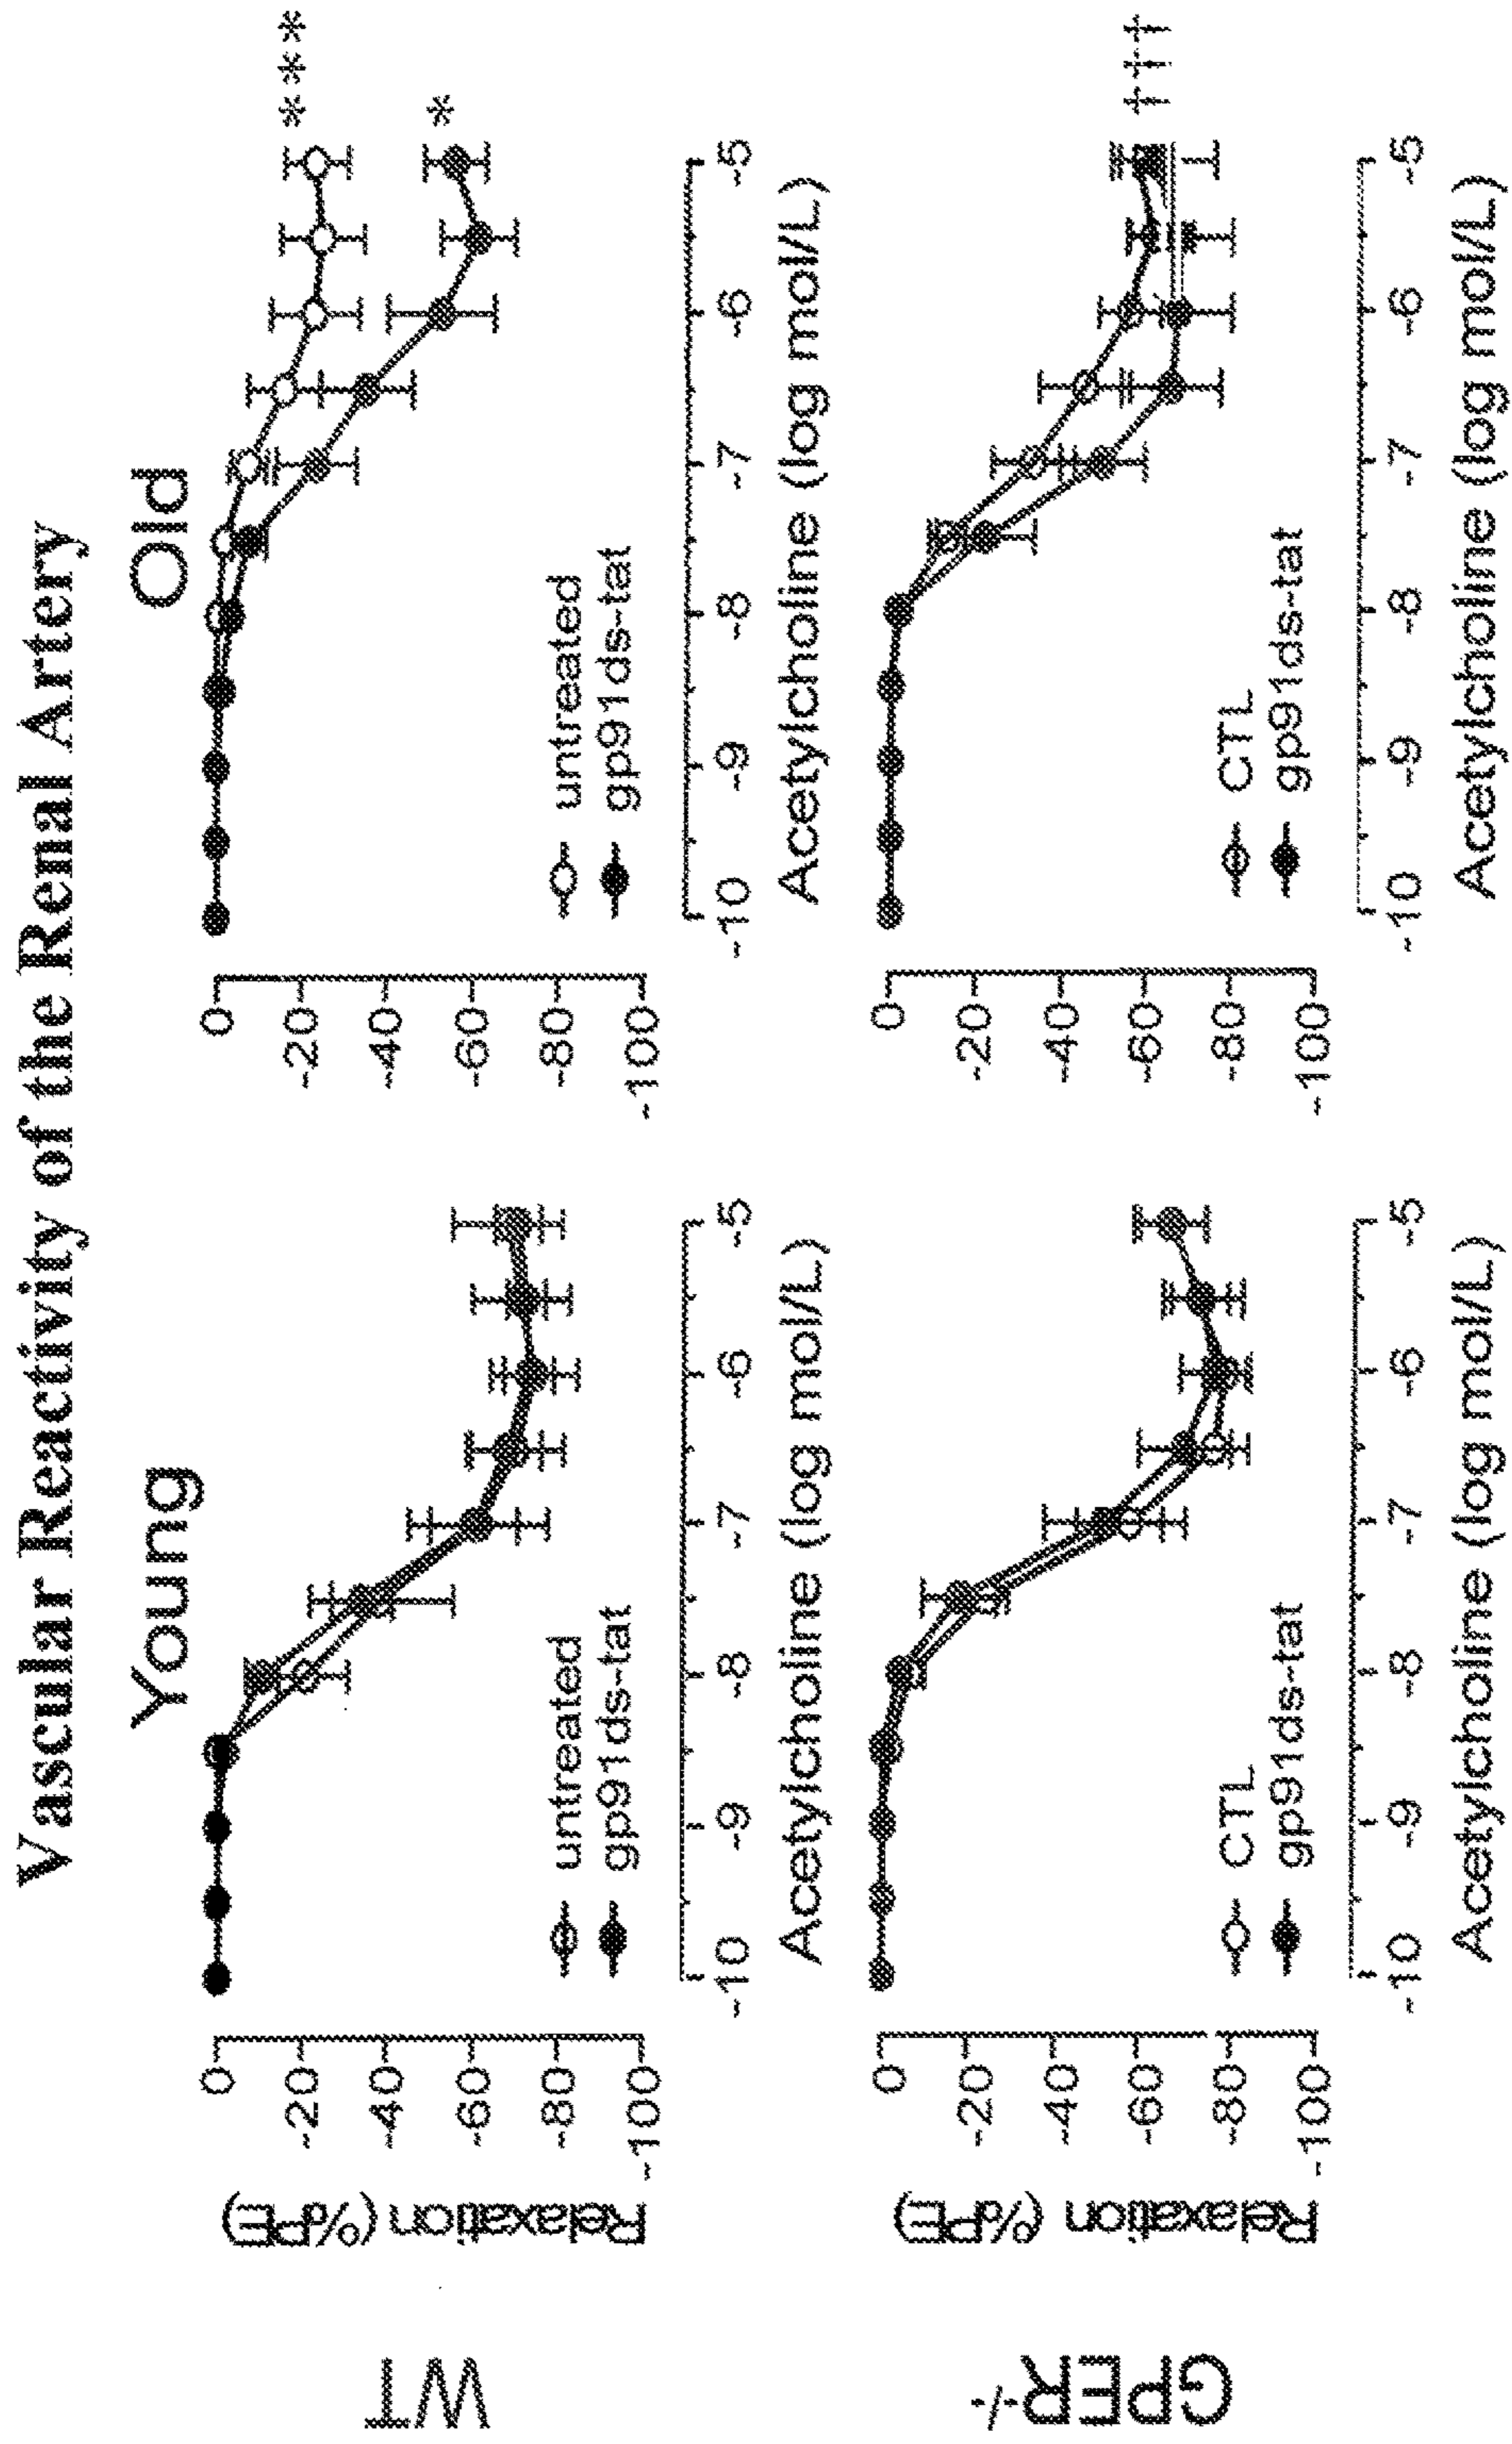 Vascular Reactivity of the Renal Artery
Young
Old
WT
Relaxation (%PE)
0
-20
-40
-60
-80
-100
untreated
gp91ds-tat
-10 -9 -8 -7 -6 -5
Acetylcholine (log mol/L)
0
-20
-40
-60
-80
-100
untreated
gp91ds-tat
***
*
-10 -9 -8 -7 -6 -5
Acetylcholine (log mol/L)
GPER-/-
Relaxation (%PE)
0
-20
-40
-60
-80
-100
CTL
gp91ds-tat
-10 -9 -8 -7 -6 -5
Acetylcholine (log mol/L)
0
-20
-40
-60
-80
-100
CTL
gp91ds-tat
†††
-10 -9 -8 -7 -6 -5
Acetylcholine (log mol/L)